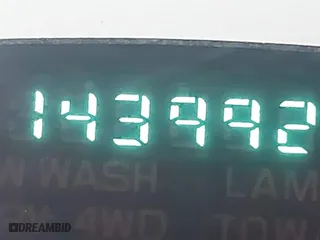 143992
WASH LAM
4WD TOW
DREAMBID